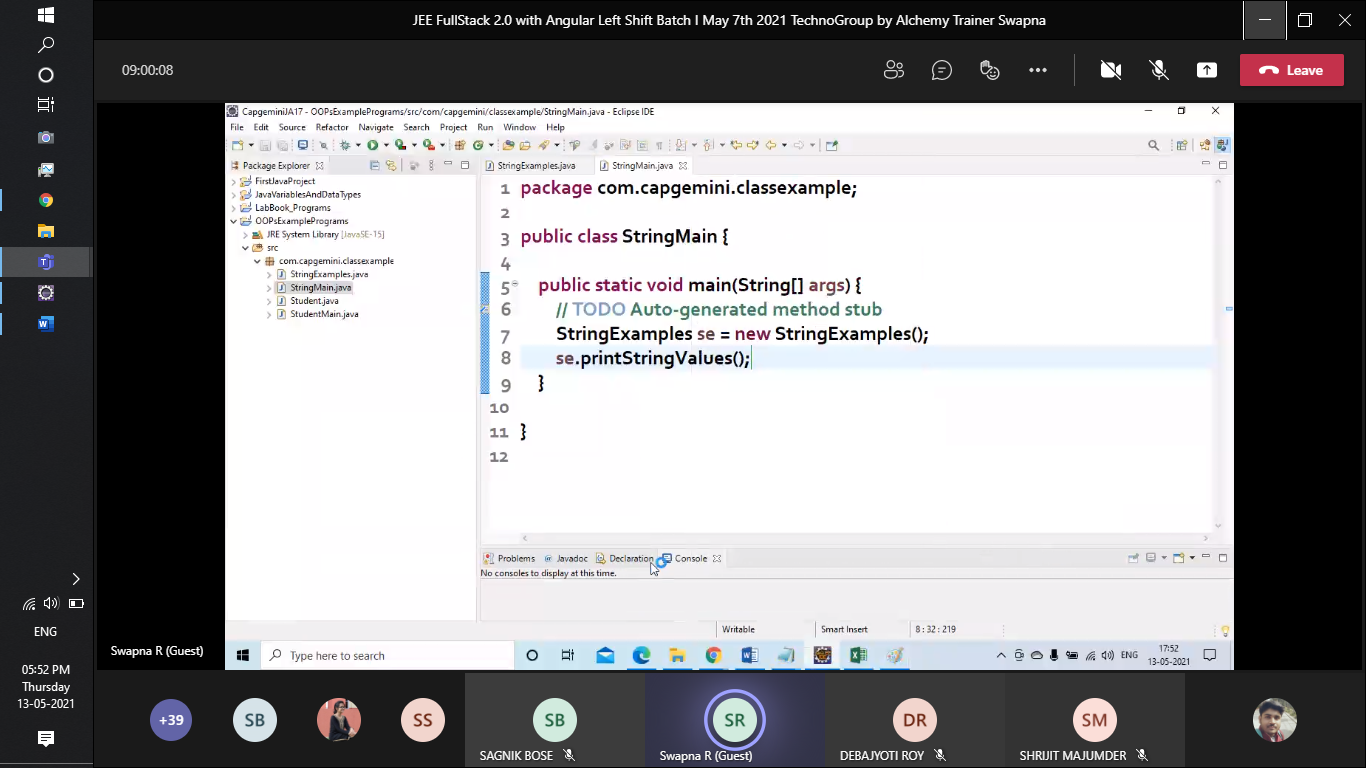 JEE FullStack 2.0 with Angular Left Shift Batch I May 7th 2021 TechnoGroup by Alchemy Trainer Swapna
09:00:08
Leave
CapgeminiJA17 - OOPsExamplePrograms/src/com/capgemini/classexample/StringMain.java - Eclipse IDE
File Edit Source Refactor Navigate Search Project Run Window Help
Package Explorer
FirstJavaProject
JavaVariablesAndDataTypes
LabBook_Programs
OOPsExamplePrograms
JRE System Library [JavaSE-15]
src
com.capgemini.classexample
StringExamples.java
StringMain.java
Student.java
StudentMain.java
StringExamples.java StringMain.java
1 package com.capgemini.classexample;
2
3 public class StringMain {
4
5 public static void main(String[] args) {
6 // TODO Auto-generated method stub
7 StringExamples se = new StringExamples();
8 se.printStringValues();
9 }
10
11 }
12
Problems Javadoc Declaration Console
No consoles to display at this time.
Writable Smart Insert 8 : 32 : 219
Type here to search
ENG
17:52
13-05-2021
Swapna R (Guest)
ENG
05:52 PM
Thursday
13-05-2021
+39
SB
SS
SB
SAGNIK BOSE
SR
Swapna R (Guest)
DR
DEBAJYOTI ROY
SM
SHRIJIT MAJUMDER